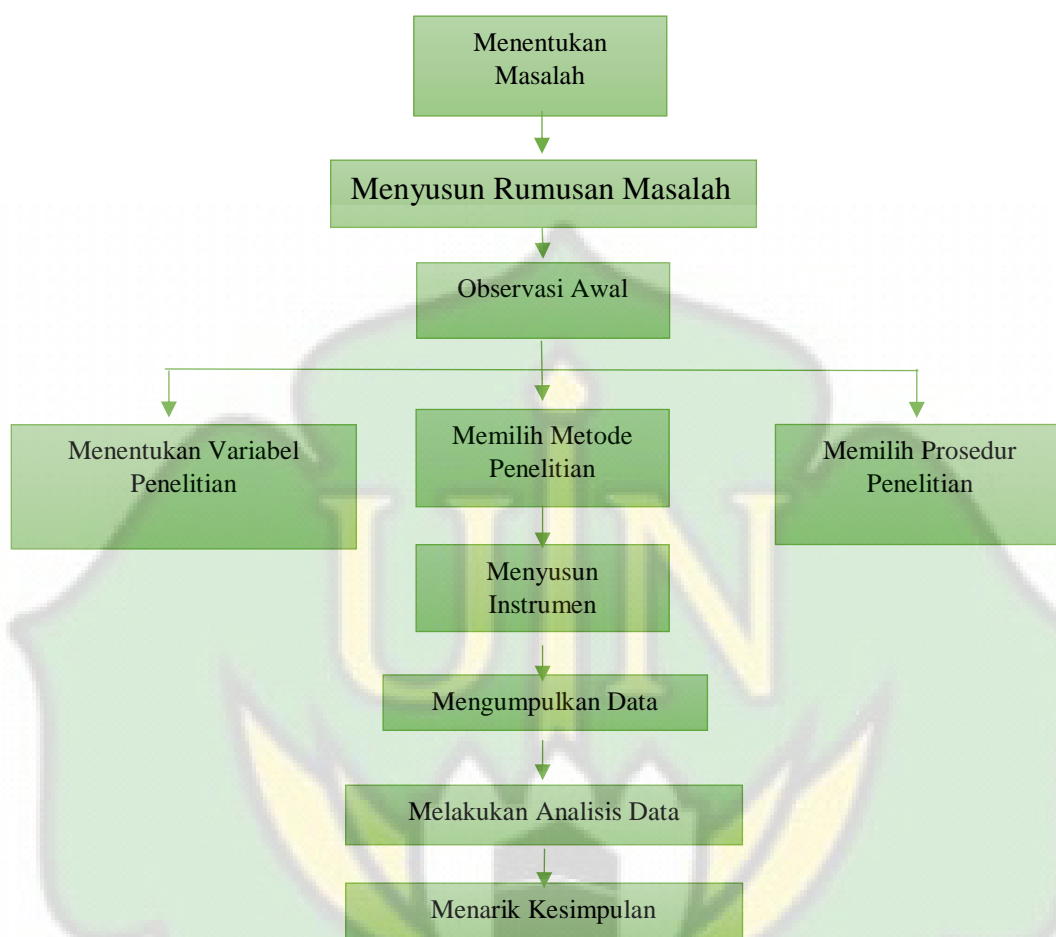 Menentukan
Masalah
Menyusun Rumusan Masalah
Observasi Awal
Menentukan Variabel
Penelitian
Memilih Metode
Penelitian
Memilih Prosedur
Penelitian
UIN
Menyusun
Instrumen
Mengumpulkan Data
Melakukan Analisis Data
Menarik Kesimpulan